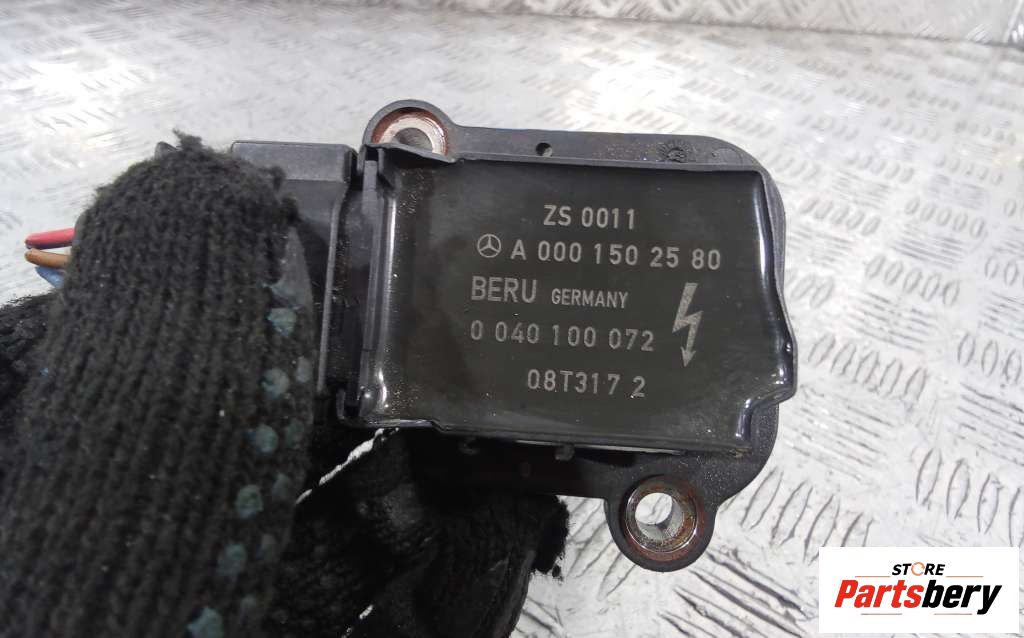 ZS 0011
A 000 150 25 80
BERU GERMANY
0 040 100 072
08T317 2
STORE
Partsbery